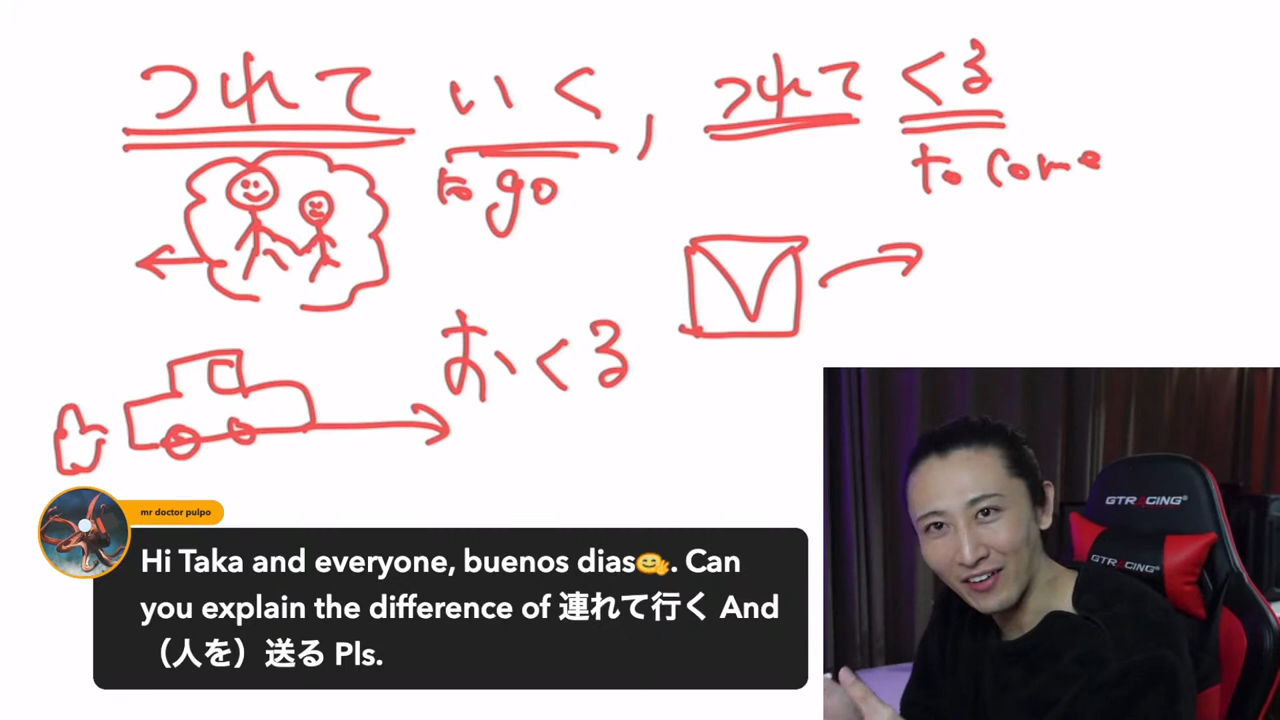 つれて いく, つれて くる
to go
to come
おくる
mr doctor pulpo
Hi Taka and everyone, buenos dias😊👋. Can
you explain the difference of 連れて行く And
（人を）送る Pls.
GTRACING
GTRACING